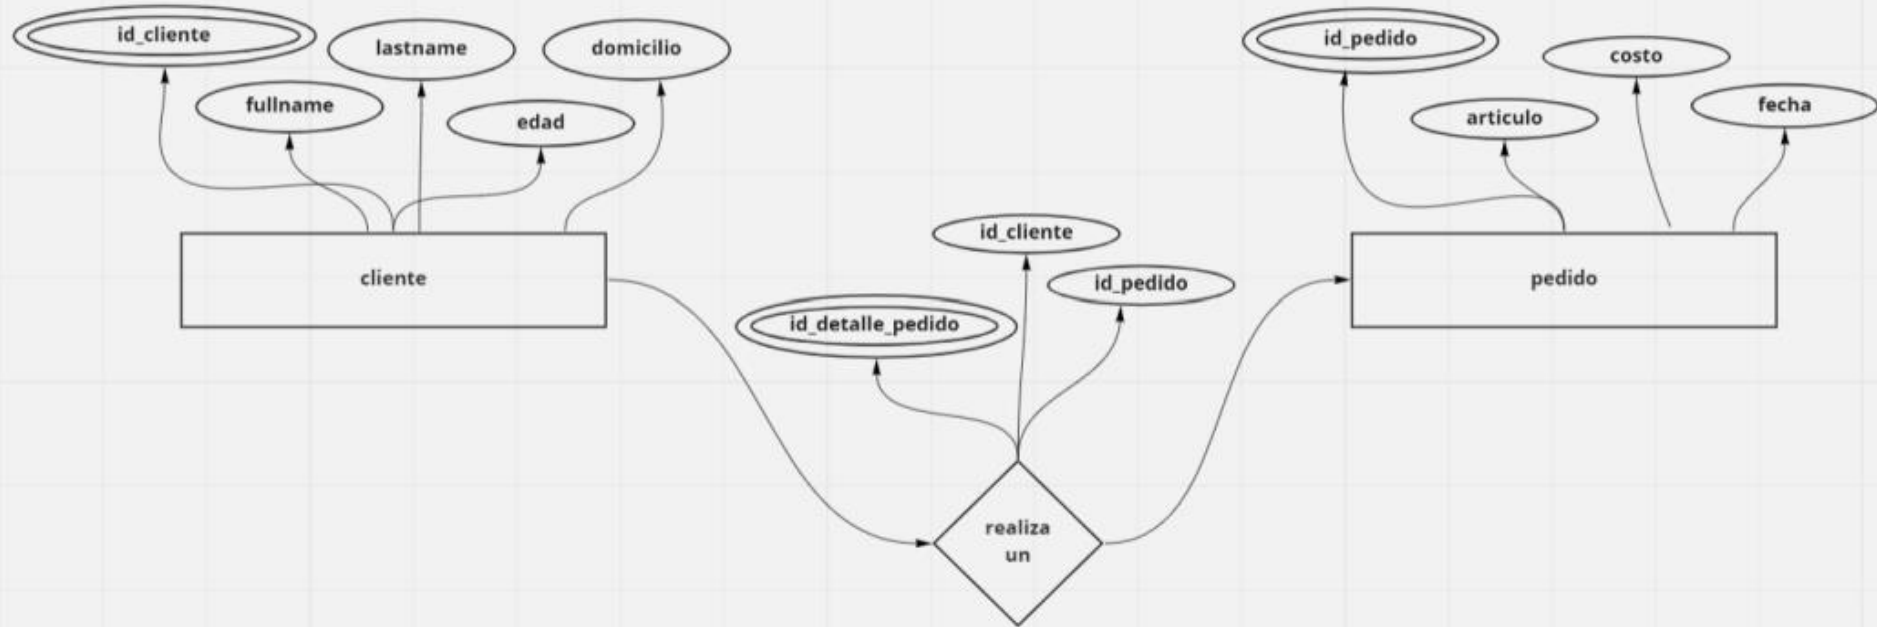 id_cliente
lastname
domicilio
fullname
edad
cliente
id_pedido
costo
articulo
fecha
pedido
id_cliente
id_pedido
id_detalle_pedido
realiza
un